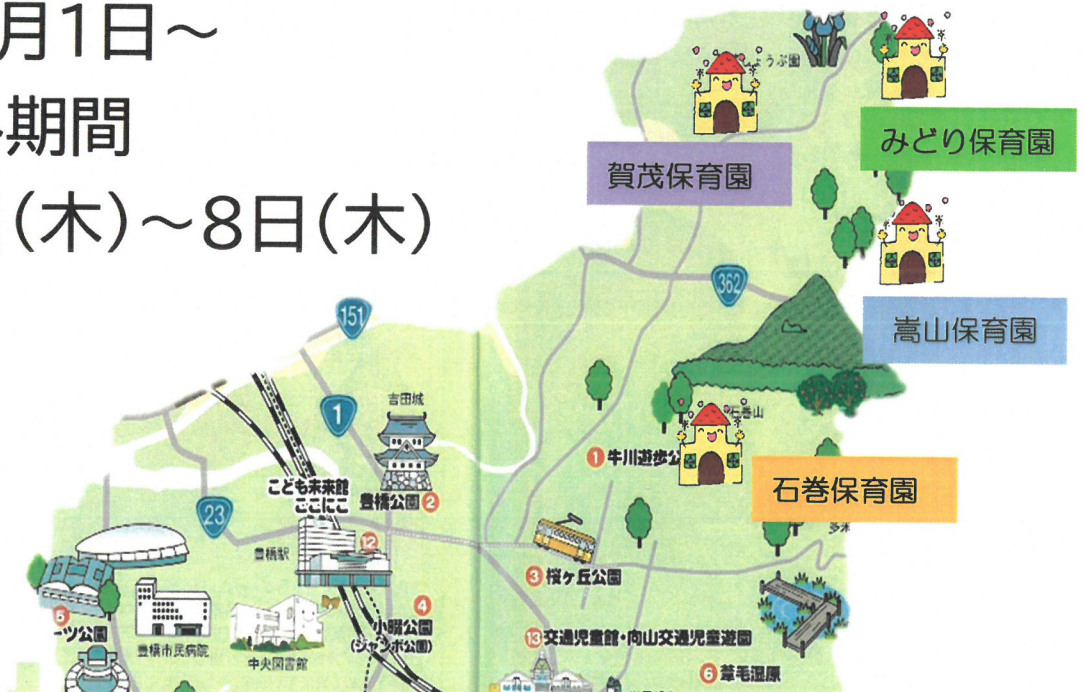 月1日～
期間
(木)～8日(木)
しょうぶ園
みどり保育園
賀茂保育園
362
嵩山保育園
151
石巻山
1
吉田城
1 牛川遊歩公
石巻保育園
豊橋公園 2
こども未来館
ここにこ
23
多米
豊橋駅
12
3 桜ヶ丘公園
5
ーツ公園
4
小畷公園
(ジャンボ公園)
13 交通児童館・向山交通児童遊園
豊橋市民病院
中央図書館
6 葦毛湿原